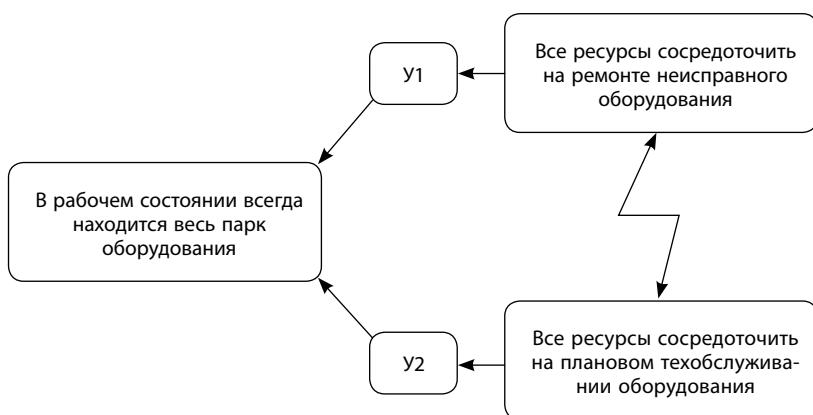 У1
Все ресурсы сосредоточить
на ремонте неисправного
оборудования
В рабочем состоянии всегда
находится весь парк
оборудования
У2
Все ресурсы сосредоточить
на плановом техобслужива-
нии оборудования